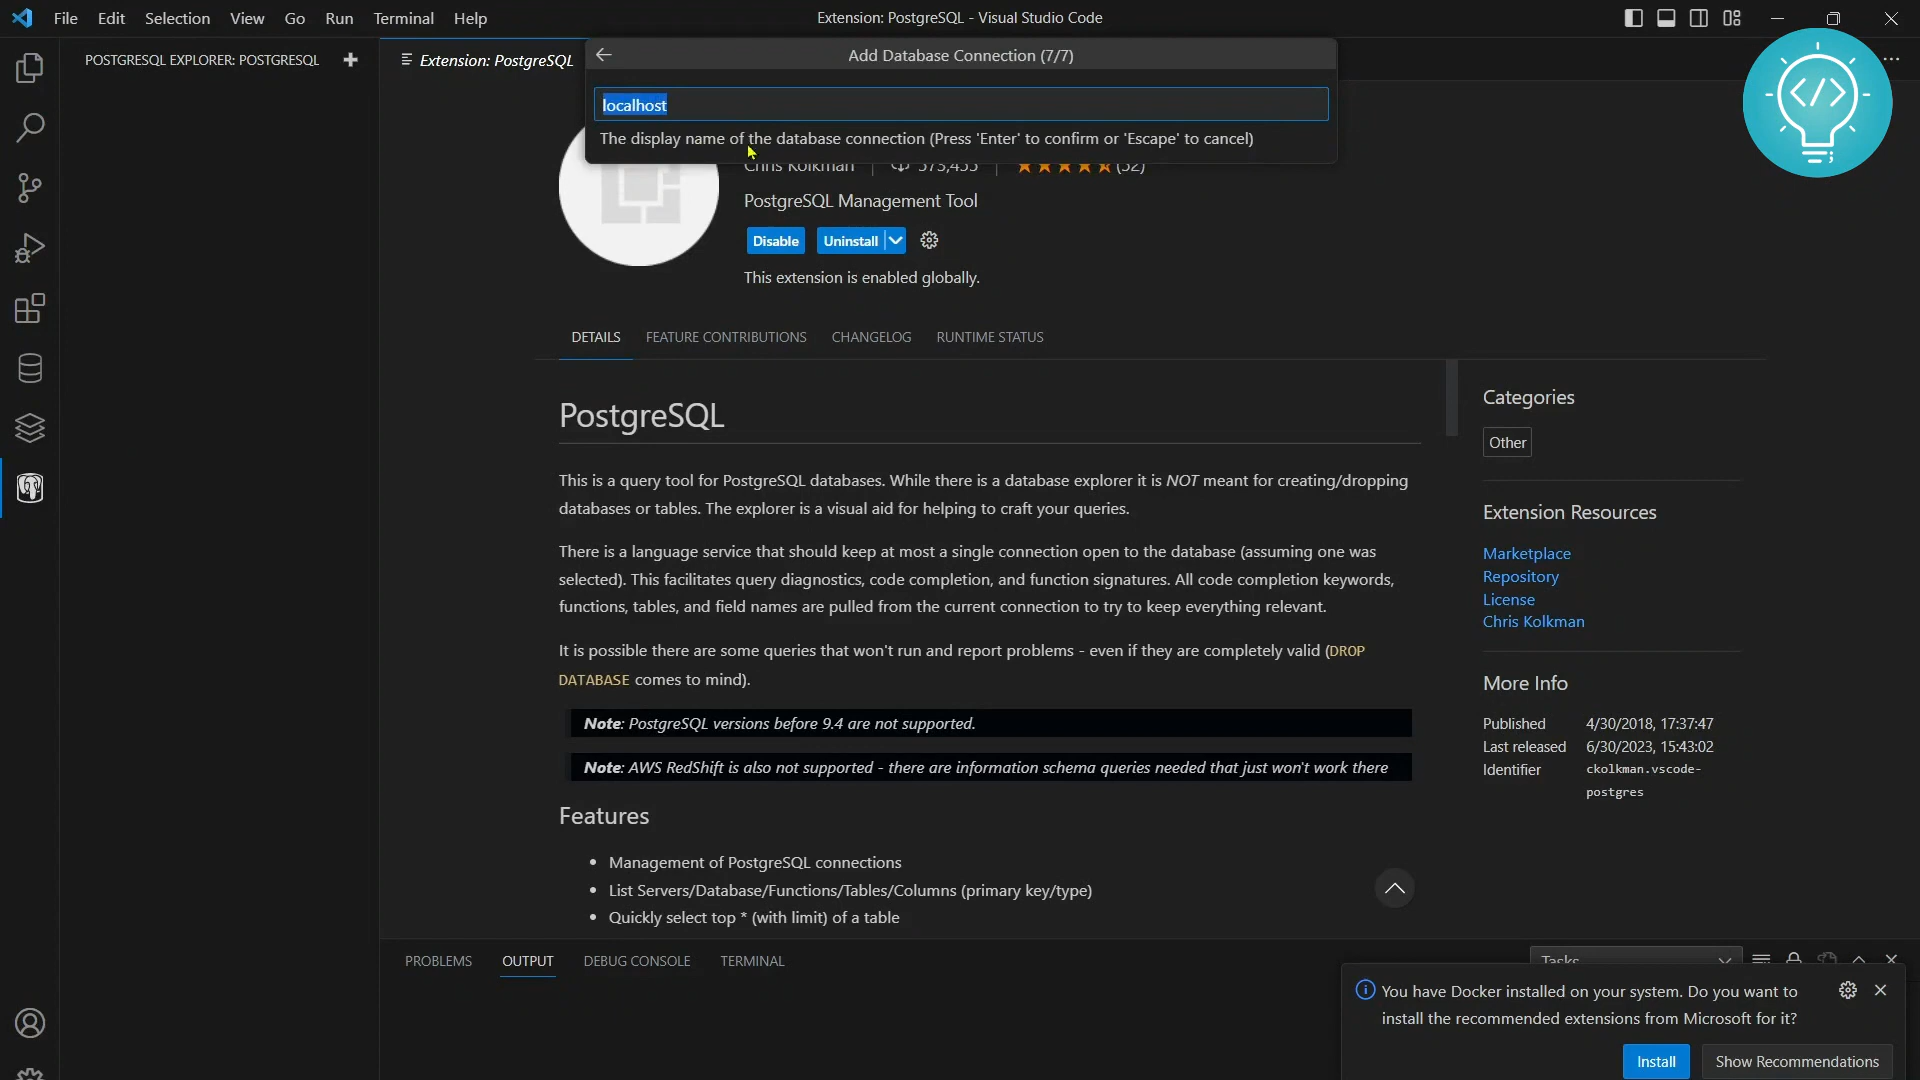 File Edit Selection View Go Run Terminal Help
Extension: PostgreSQL - Visual Studio Code
POSTGRESQL EXPLORER: POSTGRESQL
Extension: PostgreSQL
Add Database Connection (7/7)
localhost
The display name of the database connection (Press 'Enter' to confirm or 'Escape' to cancel)
</>
Chris Kolkman
573,455
(52)
PostgreSQL Management Tool
Disable
Uninstall
This extension is enabled globally.
DETAILS
FEATURE CONTRIBUTIONS
CHANGELOG
RUNTIME STATUS
PostgreSQL
This is a query tool for PostgreSQL databases. While there is a database explorer it is NOT meant for creating/dropping
databases or tables. The explorer is a visual aid for helping to craft your queries.
There is a language service that should keep at most a single connection open to the database (assuming one was
selected). This facilitates query diagnostics, code completion, and function signatures. All code completion keywords,
functions, tables, and field names are pulled from the current connection to try to keep everything relevant.
It is possible there are some queries that won't run and report problems - even if they are completely valid (DROP
DATABASE comes to mind).
Note: PostgreSQL versions before 9.4 are not supported.
Note: AWS RedShift is also not supported - there are information schema queries needed that just won't work there
Features
• Management of PostgreSQL connections
• List Servers/Database/Functions/Tables/Columns (primary key/type)
• Quickly select top * (with limit) of a table
Categories
Other
Extension Resources
Marketplace
Repository
License
Chris Kolkman
More Info
Published 4/30/2018, 17:37:47
Last released 6/30/2023, 15:43:02
Identifier ckolkman.vscode-
postgres
PROBLEMS
OUTPUT
DEBUG CONSOLE
TERMINAL
Tasks
You have Docker installed on your system. Do you want to
install the recommended extensions from Microsoft for it?
Install
Show Recommendations